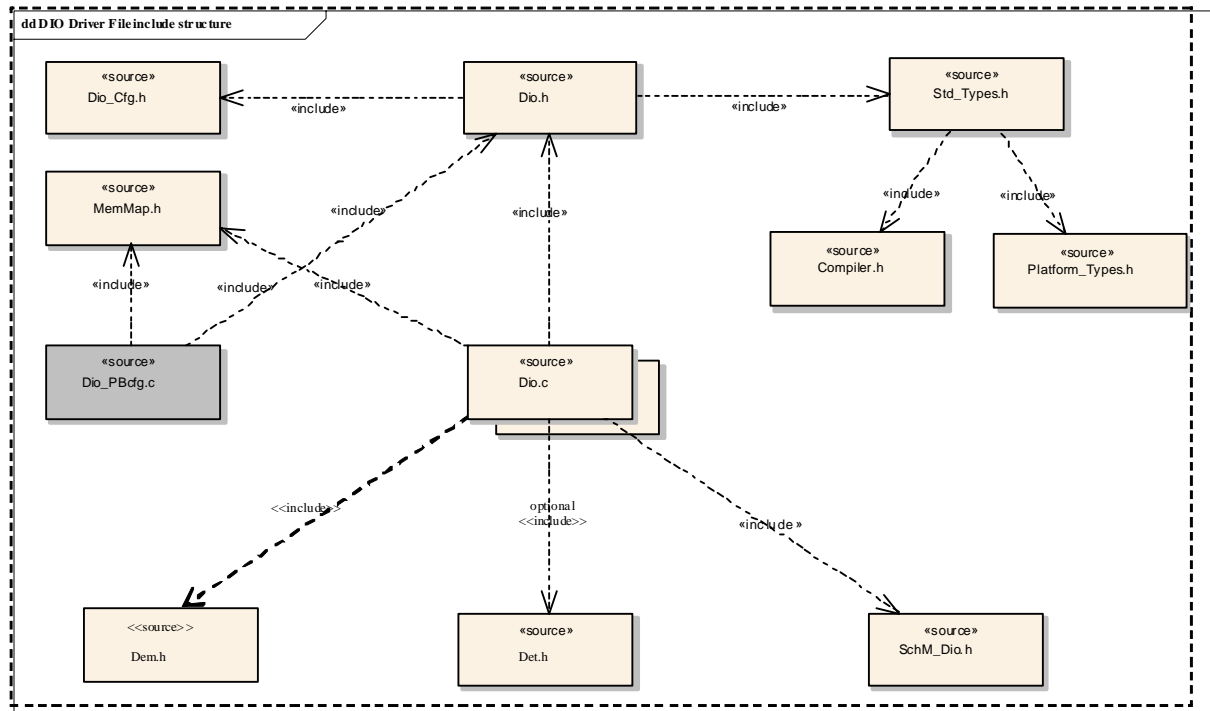 dd DIO Driver File include structure
«source»
Dio_Cfg.h
«include»
«source»
Dio.h
«include»
«source»
Std_Types.h
«source»
MemMap.h
«include»
«include»
«include»
«include»
«source»
Compiler.h
«source»
Platform_Types.h
«include»
«include»
«include»
«source»
Dio_PBcfg.c
«source»
Dio.c
<<include>>
optional
<<include>>
«include»
<<source>>
Dem.h
«source»
Det.h
«source»
SchM_Dio.h